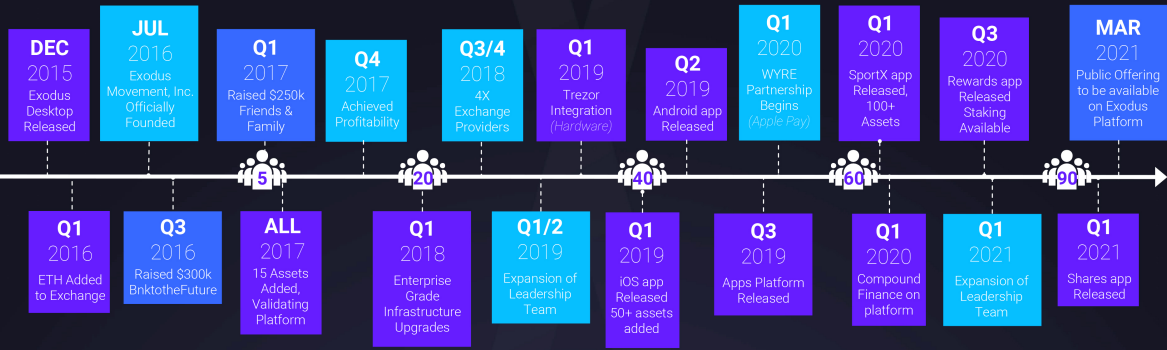 DEC
2015
Exodus
Desktop
Released
JUL
2016
Exodus
Movement, Inc.
Officially
Founded
Q1
2017
Raised $250k
Friends &
Family
Q4
2017
Achieved
Profitability
Q3/4
2018
4X
Exchange
Providers
Q1
2019
Trezor
Integration
(Hardware)
Q2
2019
Android app
Released
Q1
2020
WYRE
Partnership
Begins
(Apple Pay)
Q1
2020
SportX app
Released,
100+
Assets
Q3
2020
Rewards app
Released
Staking
Available
MAR
2021
Public Offering
to be available
on Exodus
Platform
5
20
40
60
90
Q1
2016
ETH Added
to Exchange
Q3
2016
Raised $300k
BnktotheFuture
ALL
2017
15 Assets
Added,
Validating
Platform
Q1
2018
Enterprise
Grade
Infrastructure
Upgrades
Q1/2
2019
Expansion of
Leadership
Team
Q1
2019
iOS app
Released
50+ assets
added
Q3
2019
Apps Platform
Released
Q1
2020
Compound
Finance on
platform
Q1
2021
Expansion of
Leadership
Team
Q1
2021
Shares app
Released